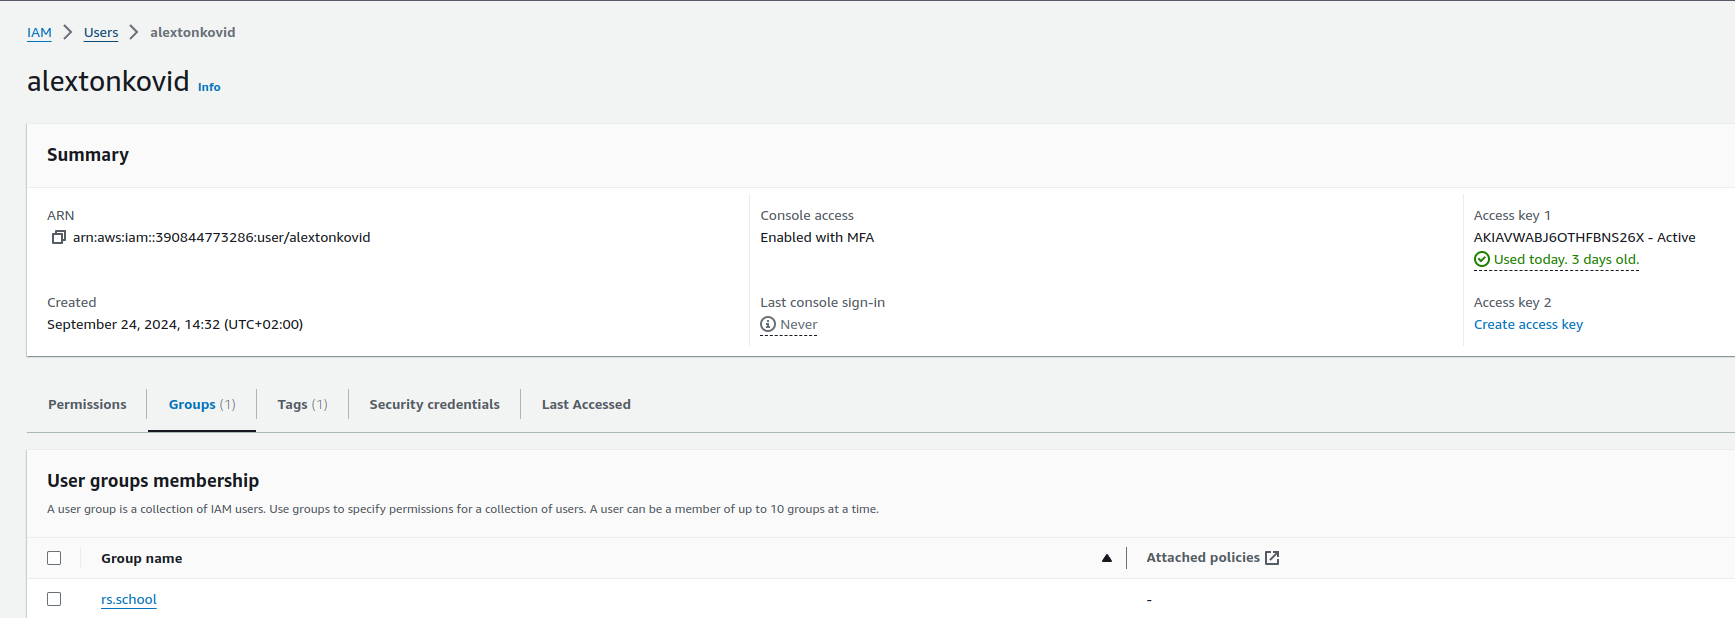 IAM > Users > alextonkovid
alextonkovid Info
Summary
ARN
arn:aws:iam::390844773286:user/alextonkovid
Console access
Enabled with MFA
Access key 1
AKIAVWABJ6OTHFBNS26X - Active
Used today. 3 days old.
Created
September 24, 2024, 14:32 (UTC+02:00)
Last console sign-in
Never
Access key 2
Create access key
Permissions Groups (1) Tags (1) Security credentials Last Accessed
User groups membership
A user group is a collection of IAM users. Use groups to specify permissions for a collection of users. A user can be a member of up to 10 groups at a time.
Group name Attached policies
rs.school -